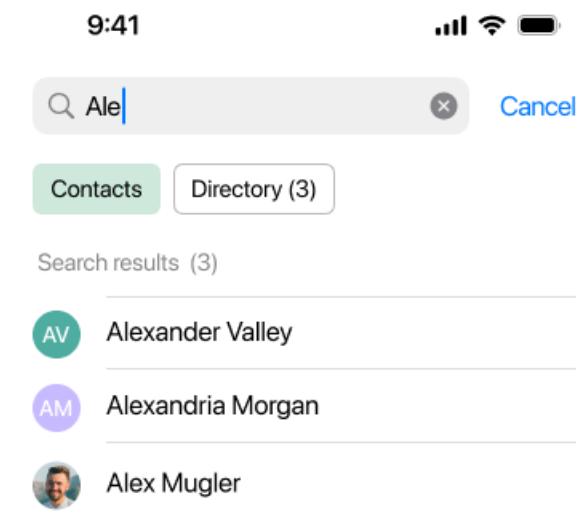 9:41
Ale
Cancel
Contacts
Directory (3)
Search results (3)
AV
Alexander Valley
AM
Alexandria Morgan
Alex Mugler